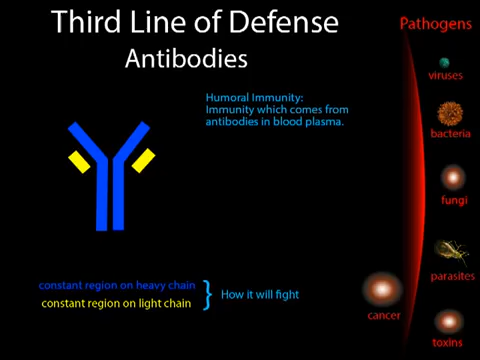 Third Line of Defense
Antibodies
Humoral Immunity:
Immunity which comes from
antibodies in blood plasma.
constant region on heavy chain
constant region on light chain
How it will fight
Pathogens
viruses
bacteria
fungi
parasites
cancer
toxins